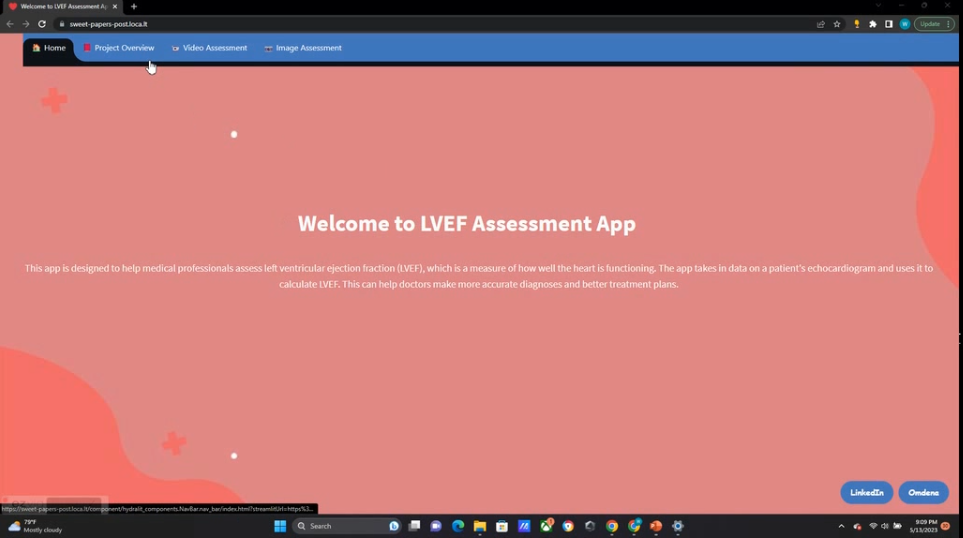 Welcome to LVEF Assessment Ap
sweet-papers-post.loca.lt
Update
Home
Project Overview
Video Assessment
Image Assessment
Welcome to LVEF Assessment App
This app is designed to help medical professionals assess left ventricular ejection fraction (LVEF), which is a measure of how well the heart is functioning. The app takes in data on a patient's echocardiogram and uses it to
calculate LVEF. This can help doctors make more accurate diagnoses and better treatment plans.
LinkedIn
Omdena
https://sweet-papers-post.loca.lt/component/hydralit_components.NavBar.nav_bar/index.html?streamlitUrl=https%3...
79°F
Mostly cloudy
Search
9:09 PM
5/13/2023